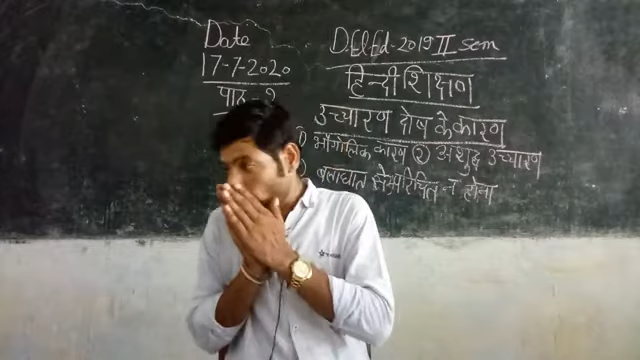 Date
17-7-2020
पाठ-
D.El.Ed-2019 II sem
हिन्दी शिक्षण
उच्चारण दोष के कारण
1) भौगोलिक कारण (2) अशुद्ध उच्चारण
बलाघात से परिचित न होना